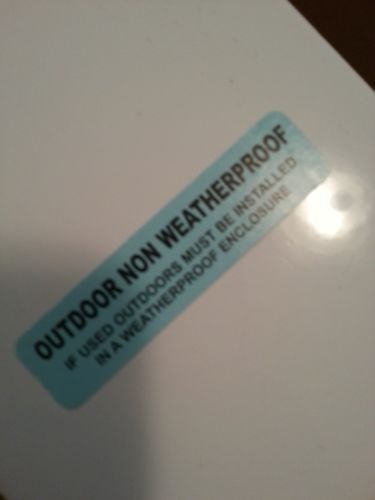 OUTDOOR NON WEATHERPROOF
IF USED OUTDOORS MUST BE INSTALLED
IN A WEATHERPROOF ENCLOSURE